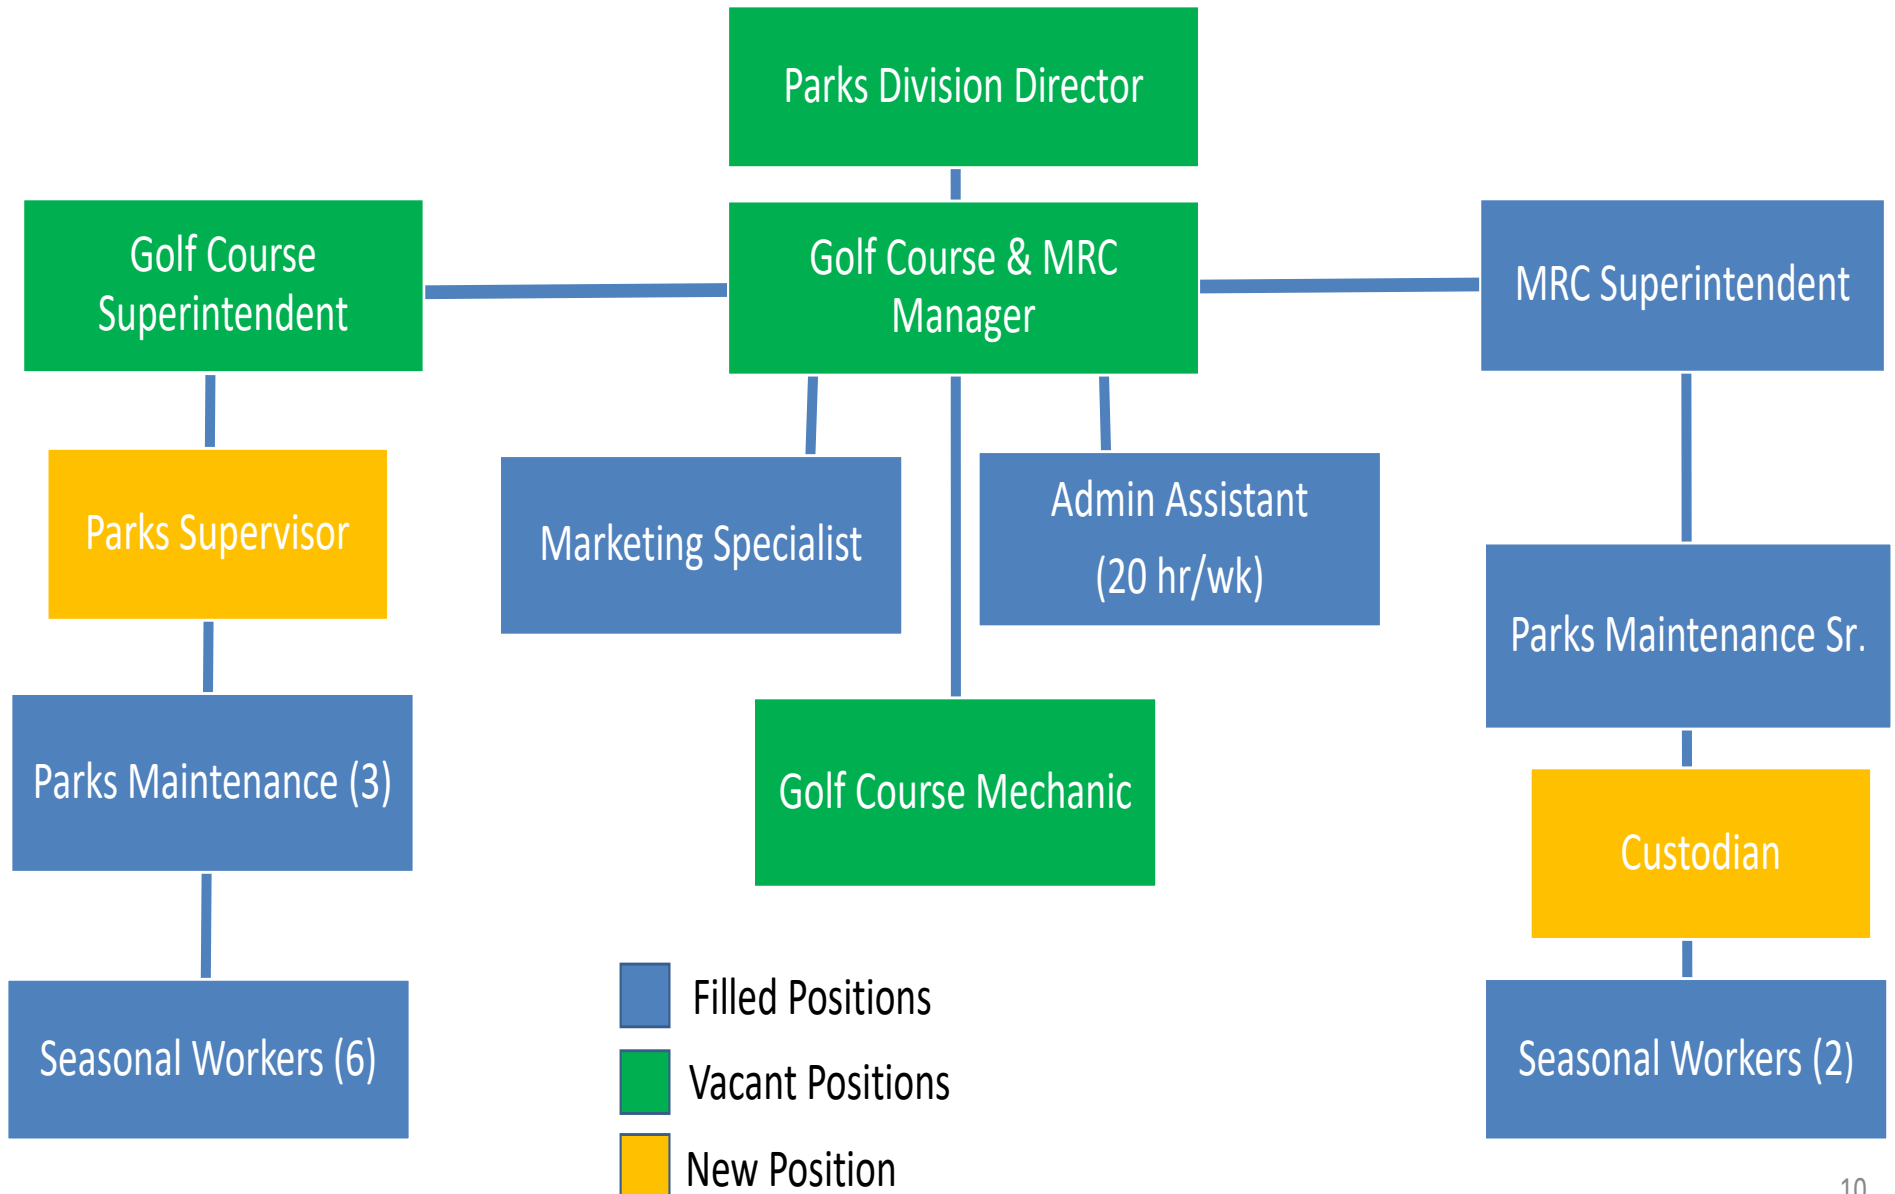 Parks Division Director
Golf Course
Superintendent
Golf Course & MRC
Manager
MRC Superintendent
Parks Supervisor
Marketing Specialist
Admin Assistant
(20 hr/wk)
Parks Maintenance Sr.
Parks Maintenance (3)
Golf Course Mechanic
Custodian
Seasonal Workers (6)
Seasonal Workers (2)
Filled Positions
Vacant Positions
New Position
10